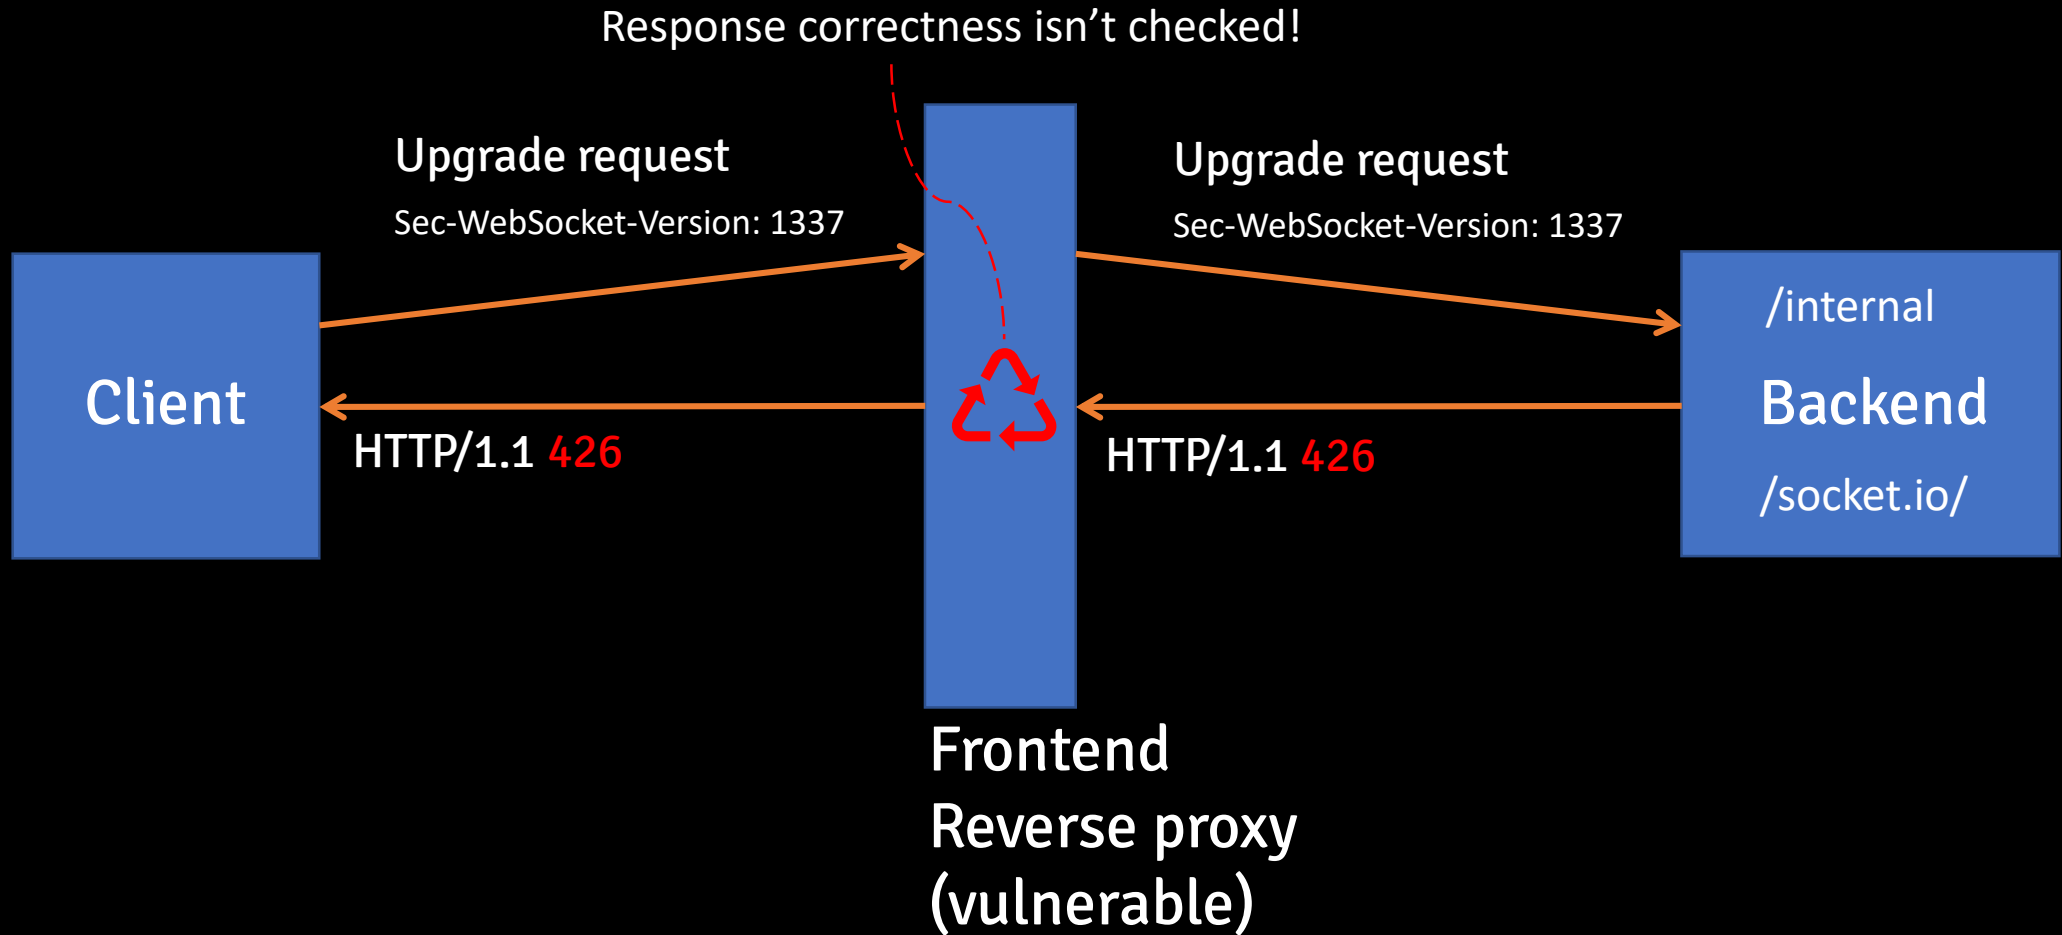 Response correctness isn’t checked!
Upgrade request
Sec-WebSocket-Version: 1337
Upgrade request
Sec-WebSocket-Version: 1337
Client
/internal
Backend
/socket.io/
HTTP/1.1 426
HTTP/1.1 426
Frontend
Reverse proxy
(vulnerable)